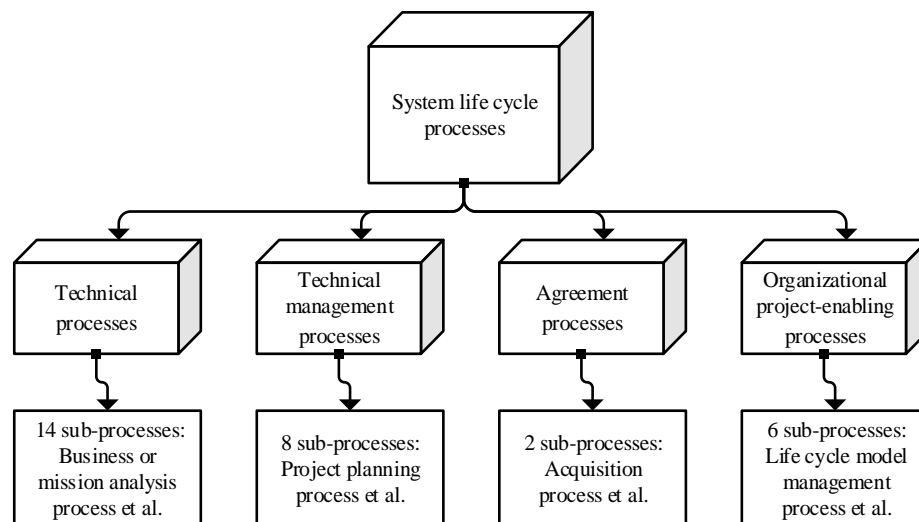 System life cycle
processes
Technical
processes
Technical
management
processes
Agreement
processes
Organizational
project-enabling
processes
14 sub-processes:
Business or
mission analysis
process et al.
8 sub-processes:
Project planning
process et al.
2 sub-processes:
Acquisition
process et al.
6 sub-processes:
Life cycle model
management
process et al.